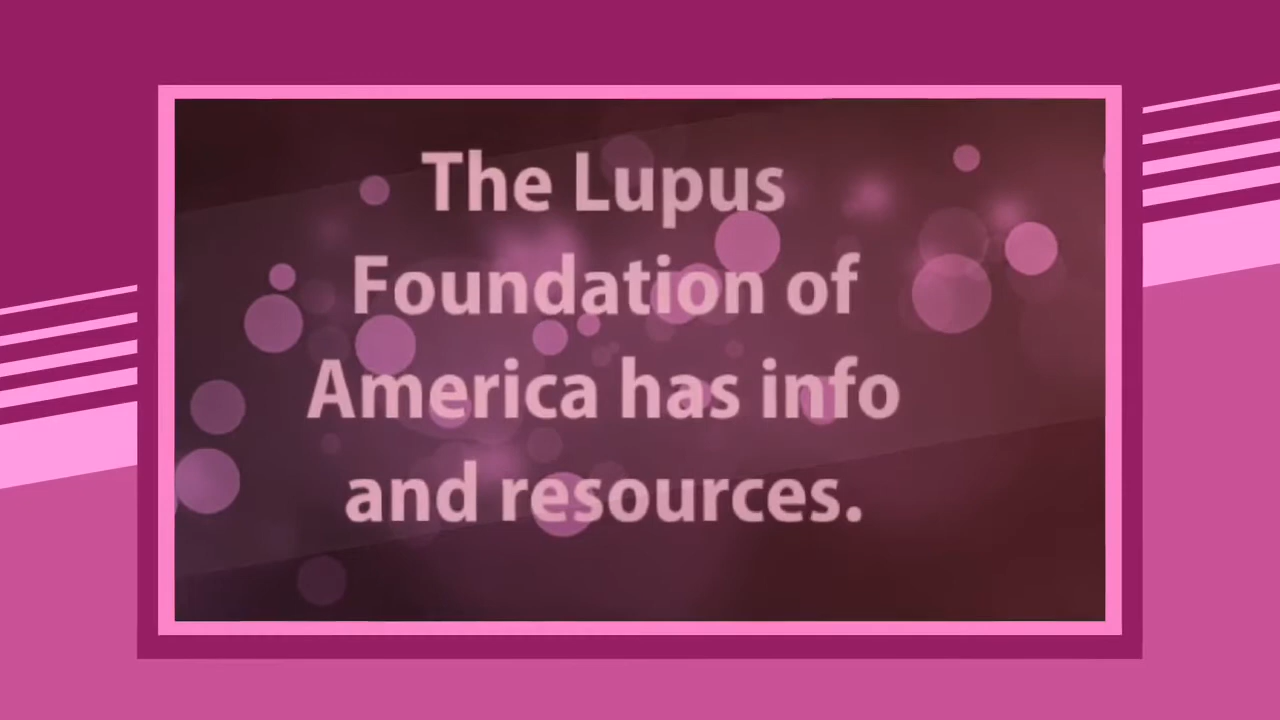 The Lupus
Foundation of
America has info
and resources.